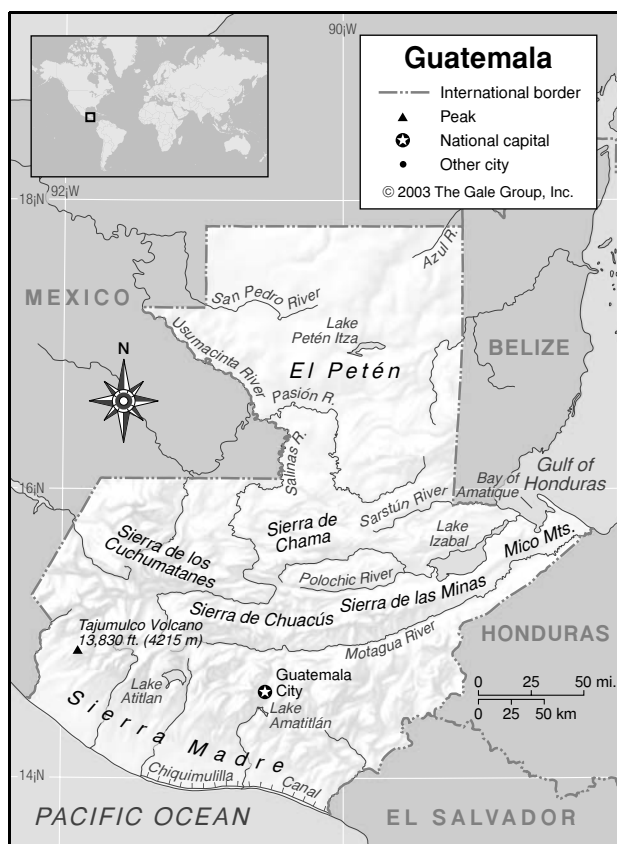 90◦W
Guatemala
International border
Peak
National capital
Other city
© 2003 The Gale Group, Inc.
92◦W
18◦N
Azul R.
MEXICO
San Pedro River
Lake
Petén Itza
Usumacinta River
BELIZE
El Petén
N
Pasión R.
Salinas R.
Gulf of
Honduras
Bay of
Amatique
16◦N
Sarstún River
Sierra de
Chama
Sierra de los
Cuchumatanes
Lake
Izabal
Mico Mts.
Polochic River
Sierra de las Minas
Sierra de Chuacús
Tajumulco Volcano
13,830 ft. (4215 m)
Motagua River
HONDURAS
Guatemala
City
Lake
Atitlan
Lake
Amatitlán
0 25 50 mi.
0 25 50 km
Sierra Madre
14◦N
Chiquimulilla Canal
PACIFIC OCEAN
EL SALVADOR